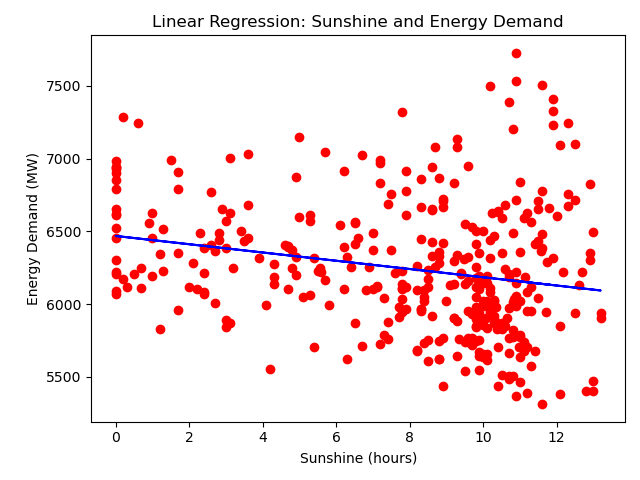 Linear Regression: Sunshine and Energy Demand
7500
7000
6500
6000
5500
Energy Demand (MW)
0 2 4 6 8 10 12
Sunshine (hours)